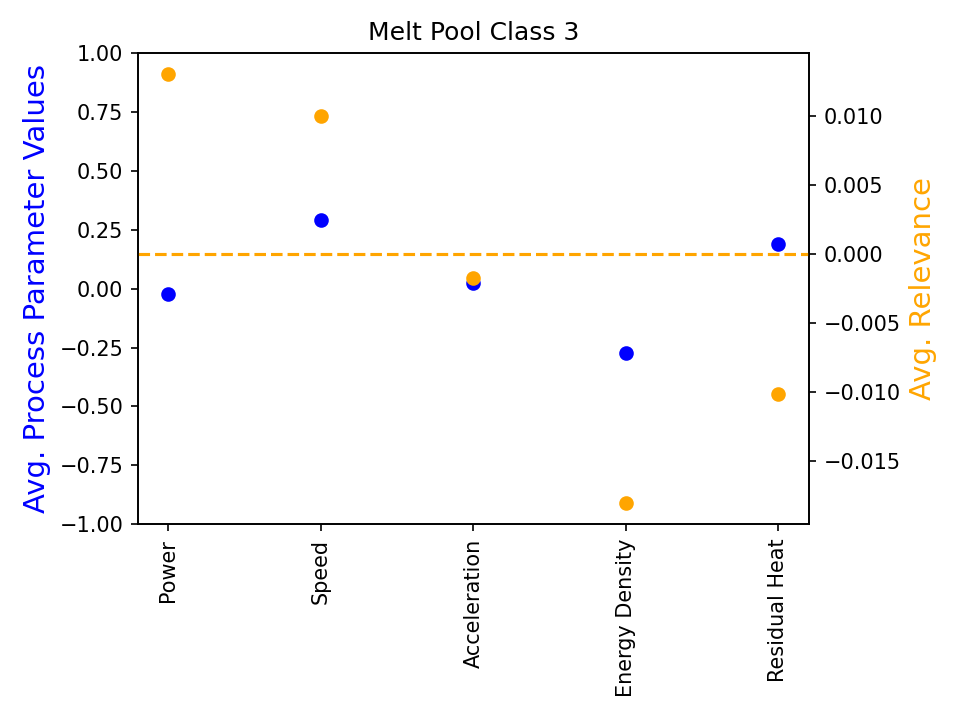 Melt Pool Class 3
Avg. Process Parameter Values
1.00
0.75
0.50
0.25
0.00
−0.25
−0.50
−0.75
−1.00
0.010
0.005
0.000
−0.005
−0.010
−0.015
Avg. Relevance
Power
Speed
Acceleration
Energy Density
Residual Heat